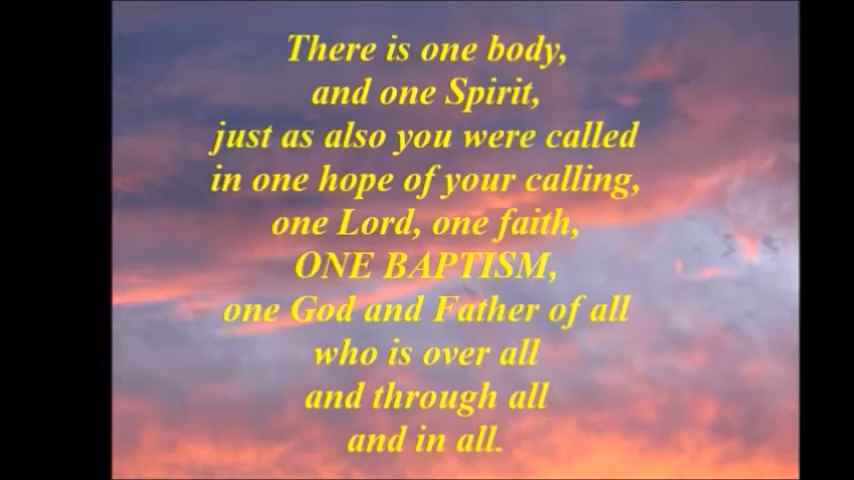 There is one body,
and one Spirit,
just as also you were called
in one hope of your calling,
one Lord, one faith,
ONE BAPTISM,
one God and Father of all
who is over all
and through all
and in all.